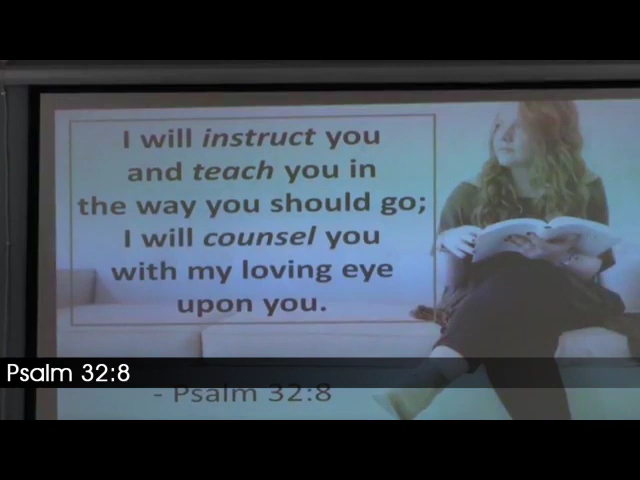 I will instruct you
and teach you in
the way you should go;
I will counsel you
with my loving eye
upon you.
Psalm 32:8
- Psalm 32:8